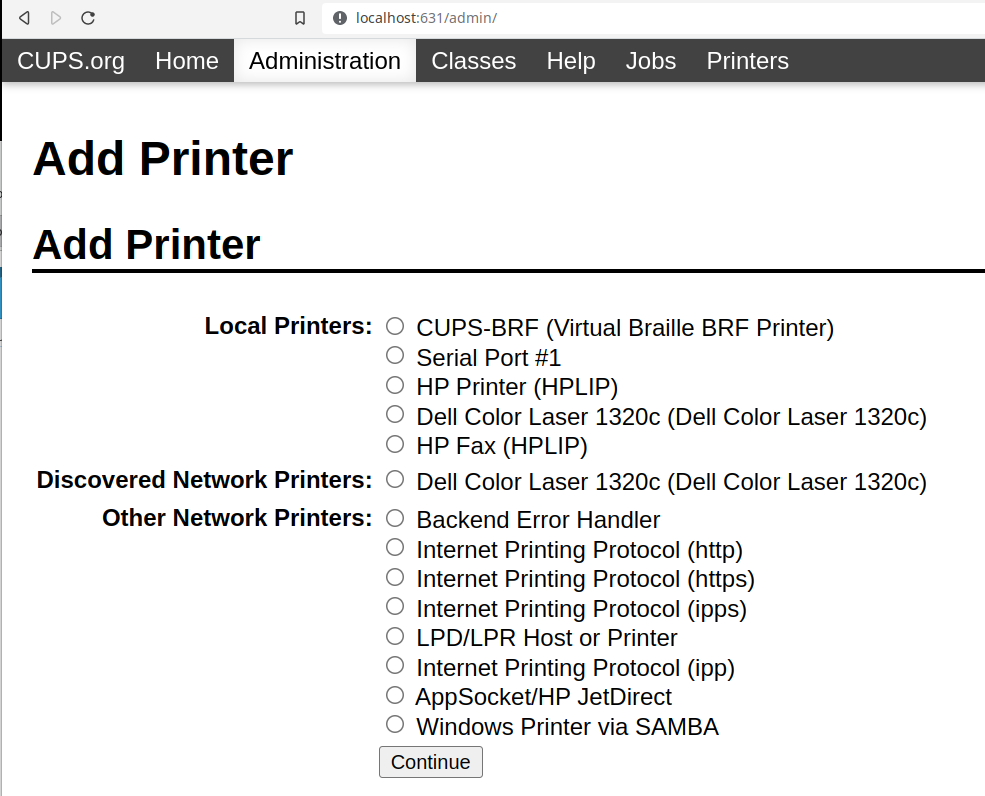 localhost:631/admin/
CUPS.org Home Administration Classes Help Jobs Printers
Add Printer
Add Printer
Local Printers: CUPS-BRF (Virtual Braille BRF Printer)
Serial Port #1
HP Printer (HPLIP)
Dell Color Laser 1320c (Dell Color Laser 1320c)
HP Fax (HPLIP)
Discovered Network Printers: Dell Color Laser 1320c (Dell Color Laser 1320c)
Other Network Printers: Backend Error Handler
Internet Printing Protocol (http)
Internet Printing Protocol (https)
Internet Printing Protocol (ipps)
LPD/LPR Host or Printer
Internet Printing Protocol (ipp)
AppSocket/HP JetDirect
Windows Printer via SAMBA
Continue